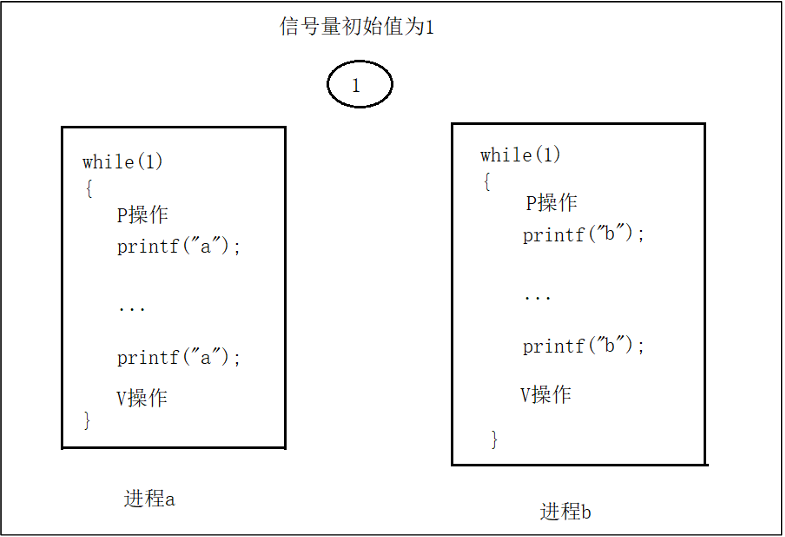 信号量初始值为1
1
while(1)
{
P操作
printf("a");
...
printf("a");
V操作
}
进程a
while(1)
{
P操作
printf("b");
...
printf("b");
V操作
}
进程b